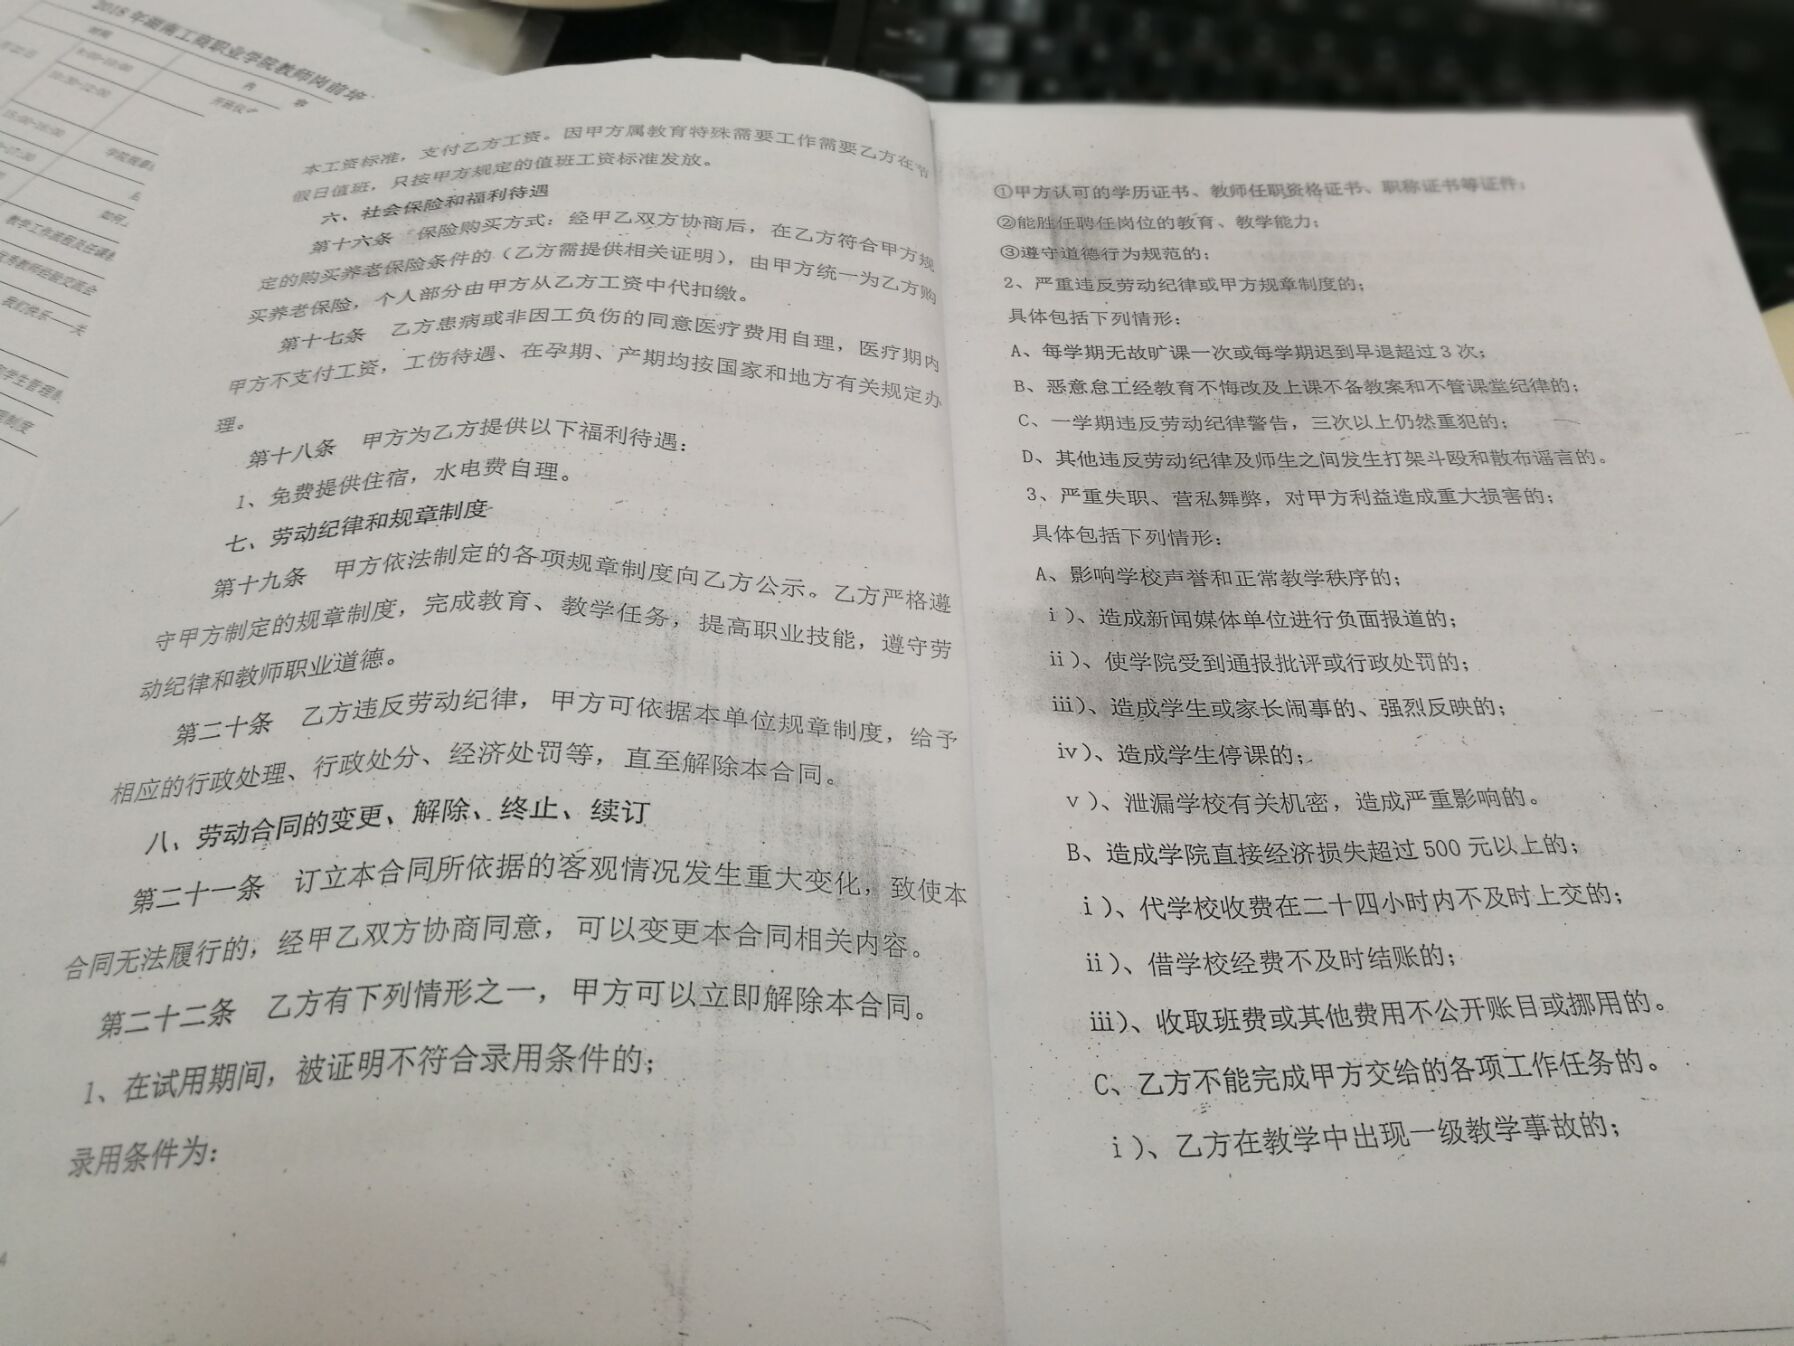 2018年湖南工商职业学院教师岗前培
内 容
本工资标准，支付乙方工资。因甲方属教育特殊需要工作需要乙方在节
假日值班，只按甲方规定的值班工资标准发放。
六、社会保险和福利待遇
第十六条 保险购买方式：经甲乙双方协商后，在乙方符合甲方规
定的购买养老保险条件的（乙方需提供相关证明），由甲方统一为乙方购
买养老保险，个人部分由甲方从乙方工资中代扣缴。
第十七条 乙方患病或非因工负伤的同意医疗费用自理，医疗期内
甲方不支付工资，工伤待遇、在孕期、产期均按国家和地方有关规定办
理。
第十八条 甲方为乙方提供以下福利待遇：
1、免费提供住宿，水电费自理。
七、劳动纪律和规章制度
第十九条 甲方依法制定的各项规章制度向乙方公示。乙方严格遵
守甲方制定的规章制度，完成教育、教学任务，提高职业技能，遵守劳
动纪律和教师职业道德。
第二十条 乙方违反劳动纪律，甲方可依据本单位规章制度，给予
相应的行政处理、行政处分、经济处罚等，直至解除本合同。
八、劳动合同的变更、解除、终止、续订
第二十一条 订立本合同所依据的客观情况发生重大变化，致使本
合同无法履行的，经甲乙双方协商同意，可以变更本合同相关内容。
第二十二条 乙方有下列情形之一，甲方可以立即解除本合同。
1、在试用期间，被证明不符合录用条件的；
录用条件为：
4
①甲方认可的学历证书、教师任职资格证书、职称证书等证件；
②能胜任聘任岗位的教育、教学能力；
③遵守道德行为规范的；
2、严重违反劳动纪律或甲方规章制度的；
具体包括下列情形：
A、每学期无故旷课一次或每学期迟到早退超过3次；
B、恶意怠工经教育不悔改及上课不备教案和不管课堂纪律的；
C、一学期违反劳动纪律警告，三次以上仍然重犯的；
D、其他违反劳动纪律及师生之间发生打架斗殴和散布谣言的。
3、严重失职、营私舞弊，对甲方利益造成重大损害的；
具体包括下列情形：
A、影响学校声誉和正常教学秩序的；
ⅰ）、造成新闻媒体单位进行负面报道的；
ⅱ）、使学院受到通报批评或行政处罚的；
ⅲ）、造成学生或家长闹事的、强烈反映的；
ⅳ）、造成学生停课的；
ⅴ）、泄漏学校有关机密，造成严重影响的。
B、造成学院直接经济损失超过500元以上的；
ⅰ）、代学校收费在二十四小时内不及时上交的；
ⅱ）、借学校经费不及时结账的；
ⅲ）、收取班费或其他费用不公开账目或挪用的。
C、乙方不能完成甲方交给的各项工作任务的。
ⅰ）、乙方在教学中出现一级教学事故的；